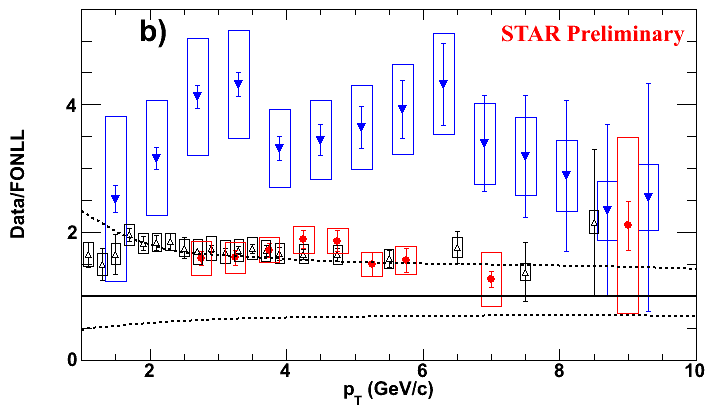 b)
STAR Preliminary
Data/FONLL
4
2
0
2
4
6
8
10
p_T (GeV/c)